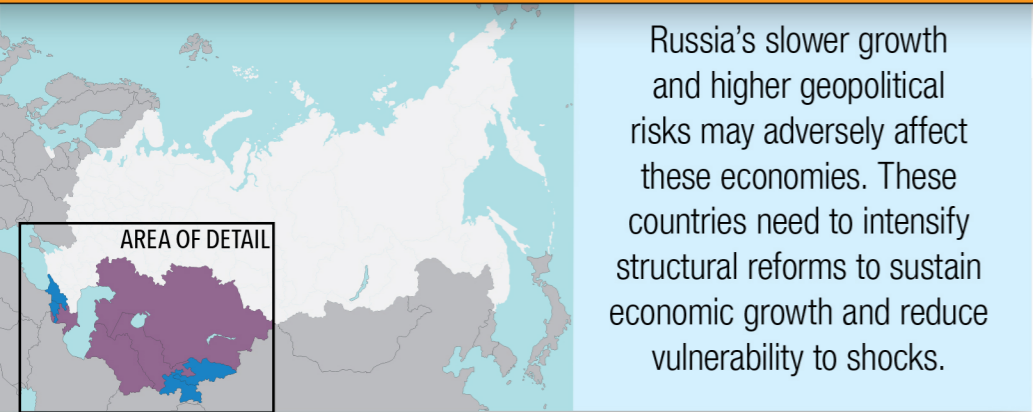 AREA OF DETAIL
Russia’s slower growth
and higher geopolitical
risks may adversely affect
these economies. These
countries need to intensify
structural reforms to sustain
economic growth and reduce
vulnerability to shocks.